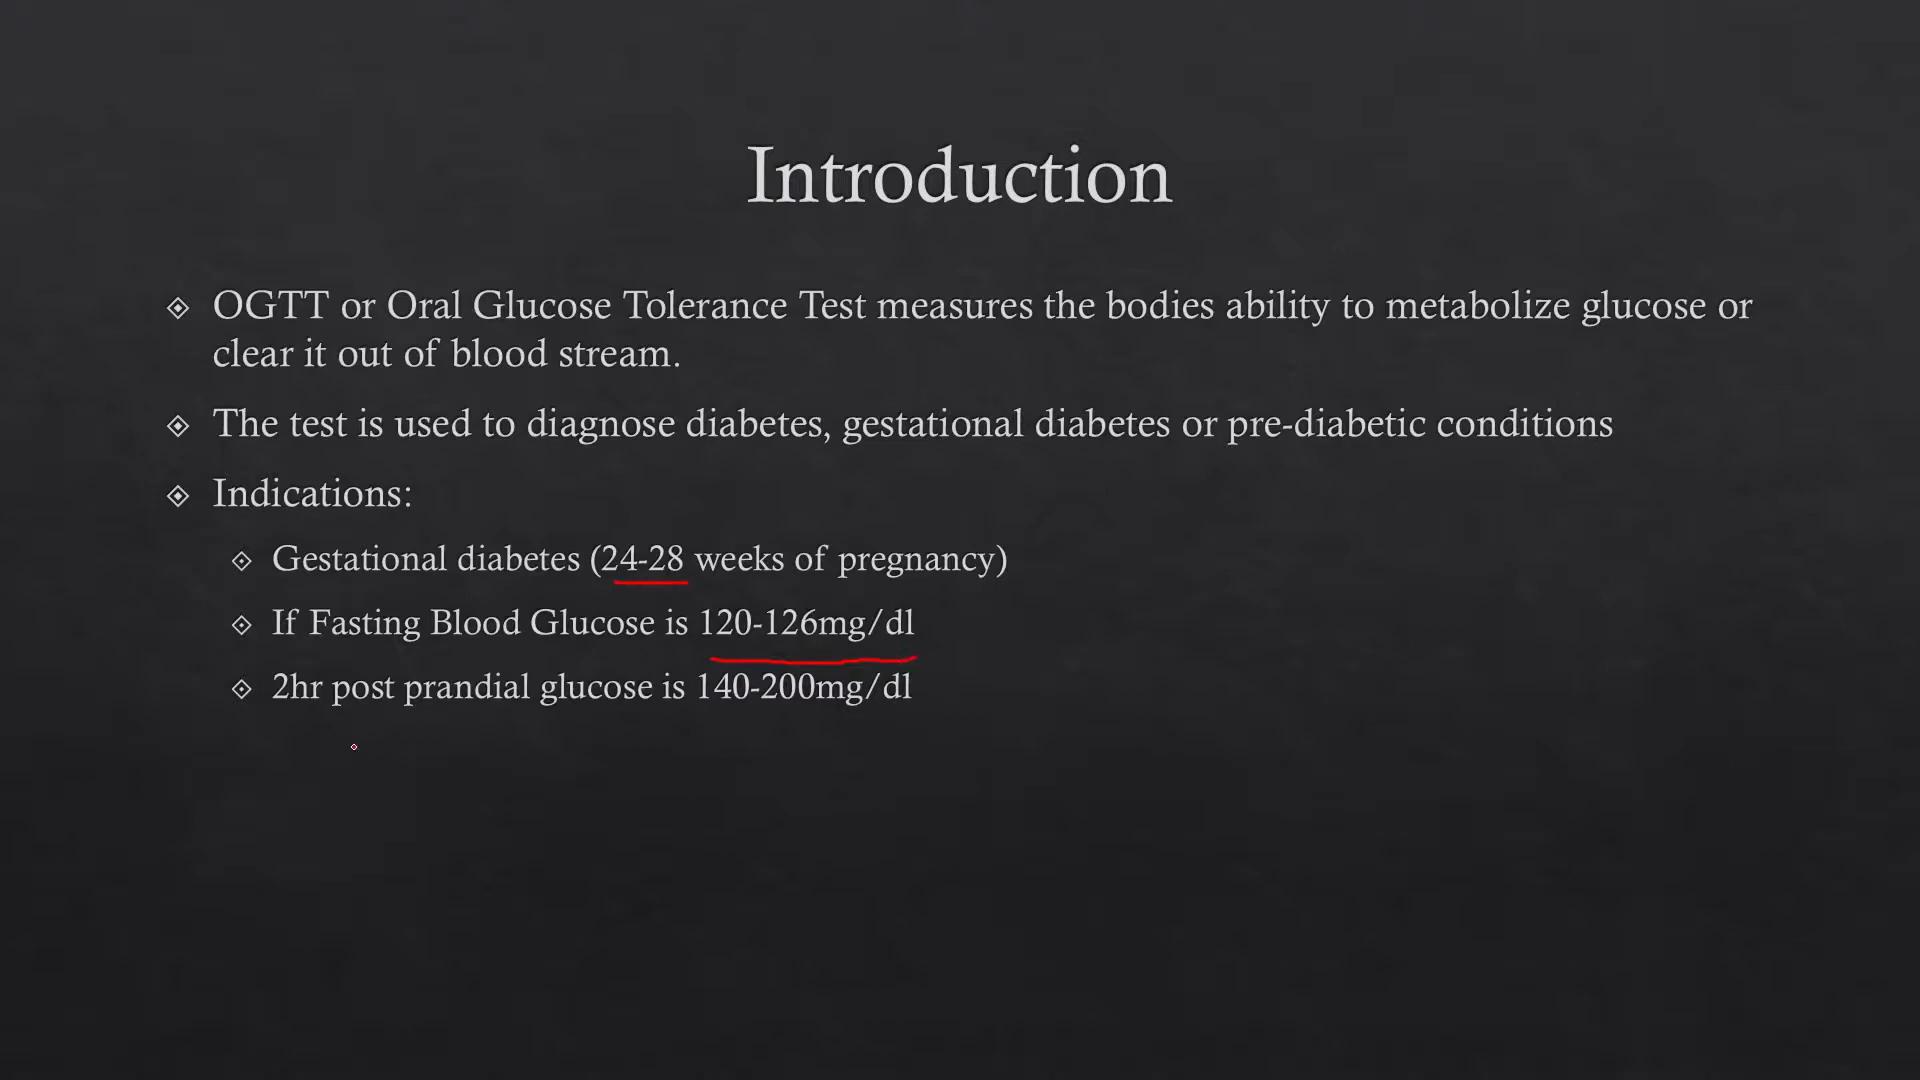 Introduction
OGTT or Oral Glucose Tolerance Test measures the bodies ability to metabolize glucose or
clear it out of blood stream.
The test is used to diagnose diabetes, gestational diabetes or pre-diabetic conditions
Indications:
Gestational diabetes (24-28 weeks of pregnancy)
If Fasting Blood Glucose is 120-126mg/dl
2hr post prandial glucose is 140-200mg/dl